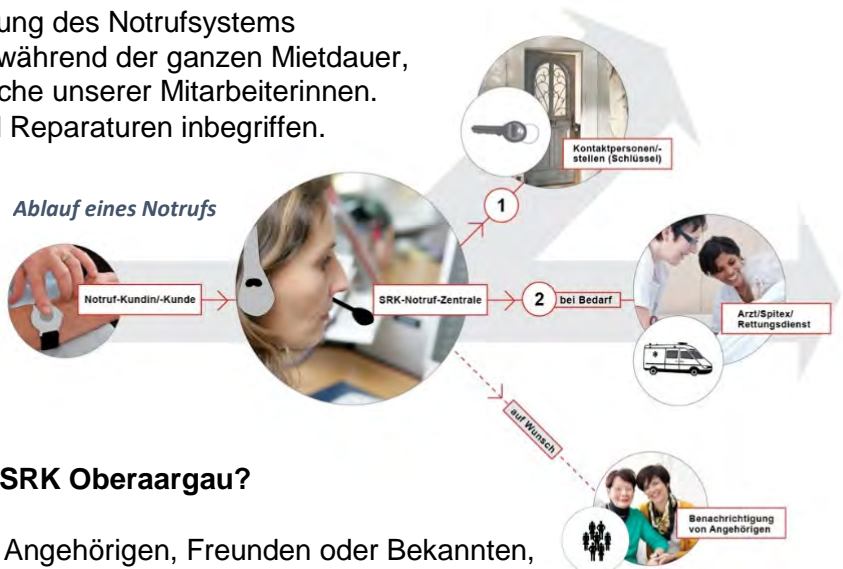 ung des Notrufsystems
während der ganzen Mietdauer,
che unserer Mitarbeiterinnen.
Reparaturen inbegriffen.
Kontaktpersonen/-
stellen (Schlüssel)
Ablauf eines Notrufs
1
Notruf-Kundin/-Kunde
SRK-Notruf-Zentrale
2
bei Bedarf
Arzt/Spitex/
Rettungsdienst
auf Wunsch
SRK Oberaargau?
Benachrichtigung
von Angehörigen
Angehörigen, Freunden oder Bekannten,